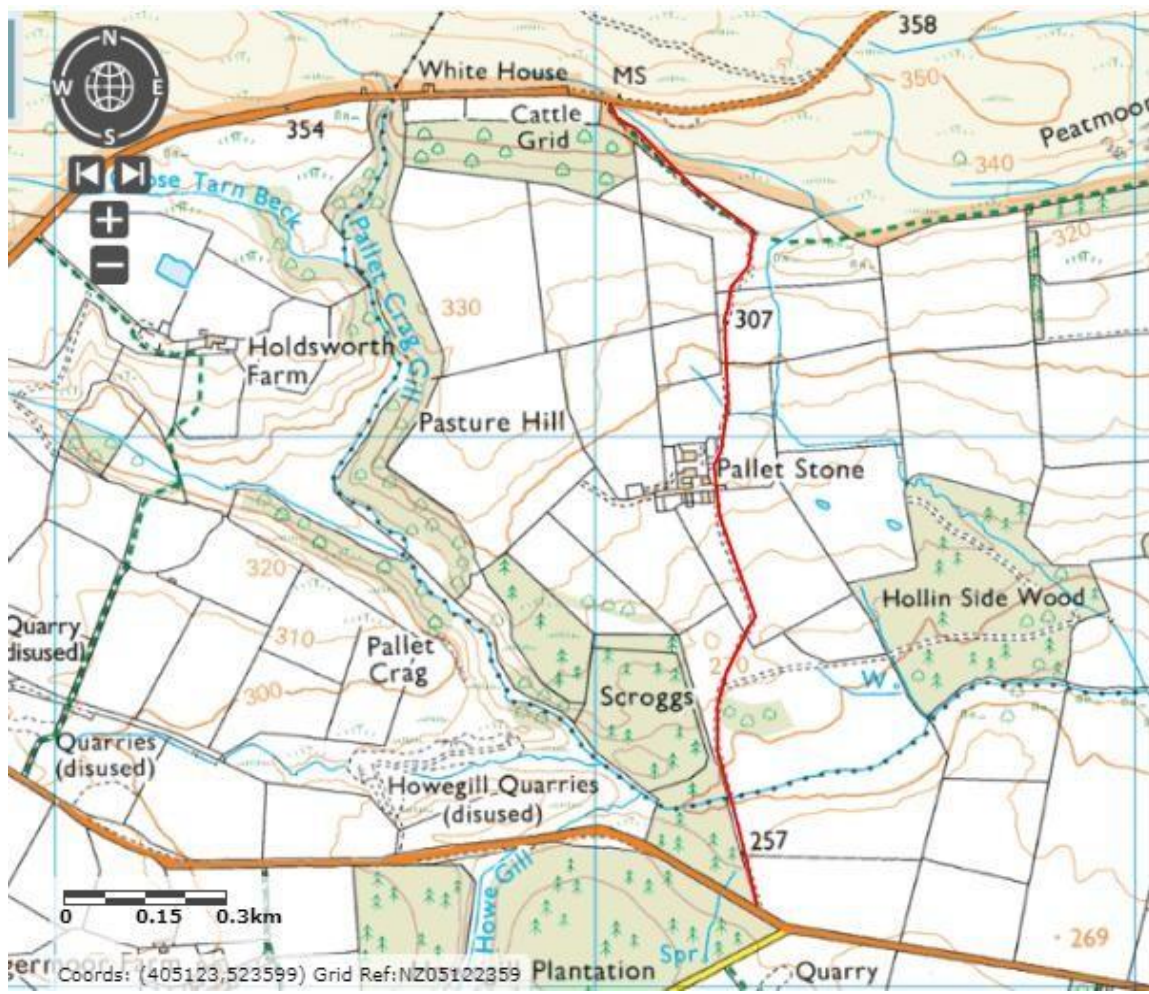 N
358
White House
MS
W
E
350
S
354
Cattle
Grid
Peatmoor
340
Tarn Beck
320
Pallet Crag Gill
330
307
Holdsworth
Farm
Pasture Hill
Pallet Stone
320
Hollin Side Wood
Quarry
(disused)
310
Pallet
Crag
300
W
Scroggs
Quarries
(disused)
Howegill Quarries
(disused)
257
0 0.15 0.3km
Howe Gill
269
Spr
Coords: (405123,523599) Grid Ref:NZ05122359
Plantation
Quarry